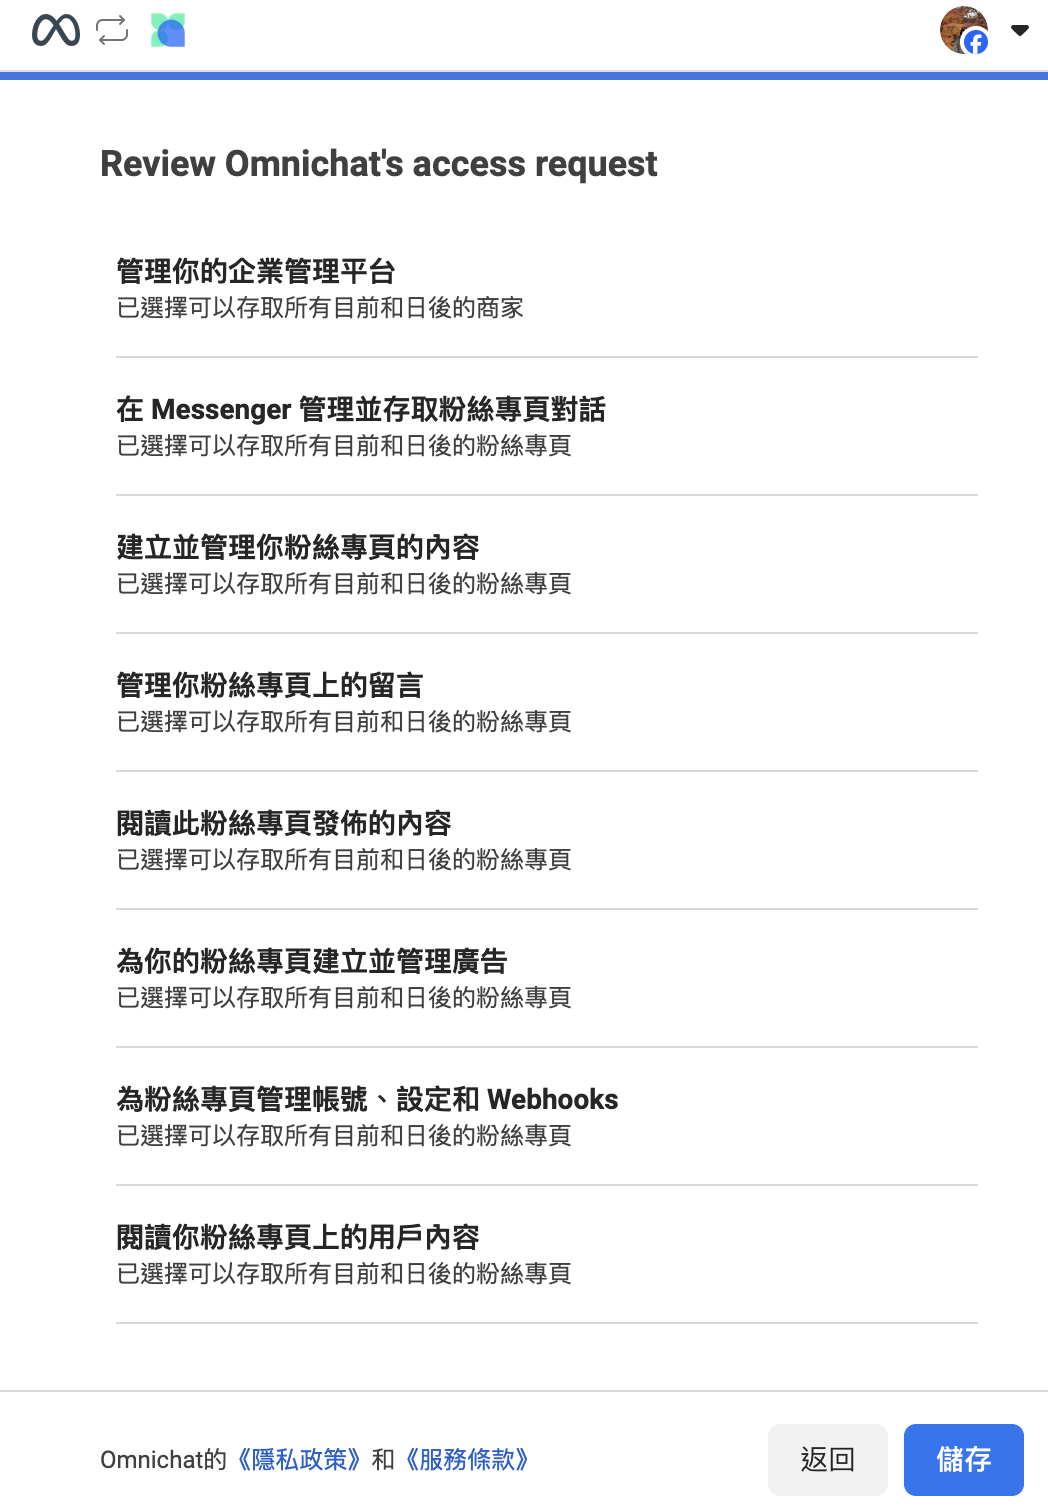 Review Omnichat's access request
管理你的企業管理平台
已選擇可以存取所有目前和日後的商家
在 Messenger 管理並存取粉絲專頁對話
已選擇可以存取所有目前和日後的粉絲專頁
建立並管理你粉絲專頁的內容
已選擇可以存取所有目前和日後的粉絲專頁
管理你粉絲專頁上的留言
已選擇可以存取所有目前和日後的粉絲專頁
閱讀此粉絲專頁發佈的內容
已選擇可以存取所有目前和日後的粉絲專頁
為你的粉絲專頁建立並管理廣告
已選擇可以存取所有目前和日後的粉絲專頁
為粉絲專頁管理帳號、設定和 Webhooks
已選擇可以存取所有目前和日後的粉絲專頁
閱讀你粉絲專頁上的用戶內容
已選擇可以存取所有目前和日後的粉絲專頁
Omnichat的《隱私政策》和《服務條款》
返回
儲存